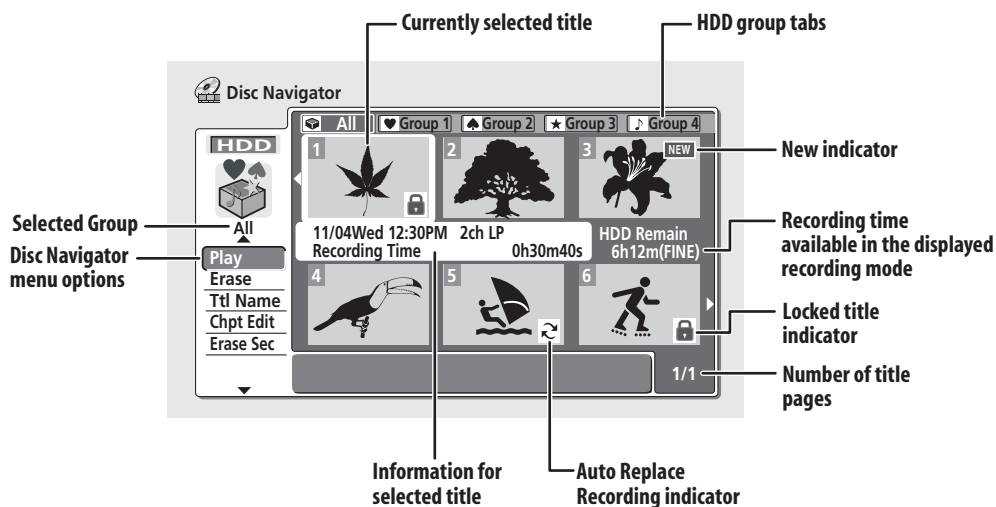 Currently selected title
HDD group tabs
Disc Navigator
All
Group 1
Group 2
Group 3
Group 4
HDD
1
2
3
NEW
New indicator
Selected Group
All
11/04Wed 12:30PM 2ch LP
Recording Time 0h30m40s
HDD Remain
6h12m(FINE)
Recording time
available in the displayed
recording mode
Disc Navigator
menu options
Play
Erase
Ttl Name
Chpt Edit
Erase Sec
4
5
6
Locked title
indicator
1/1
Number of title
pages
Information for
selected title
Auto Replace
Recording indicator